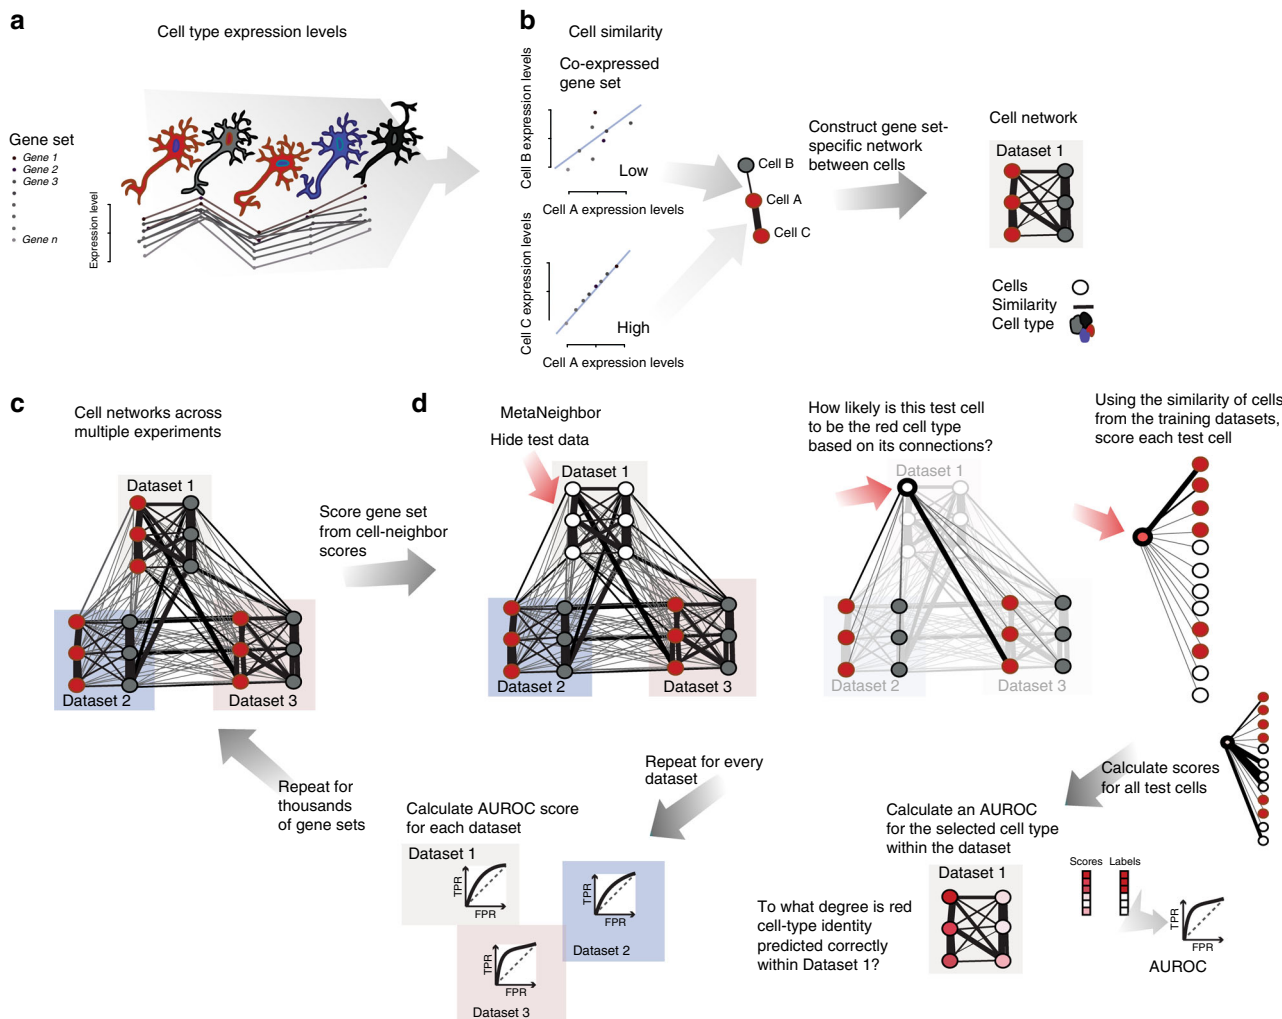 a
Cell type expression levels
Gene set
Gene 1
Gene 2
Gene 3
Gene n
Expression level
b
Cell similarity
Co-expressed
gene set
Cell B expression levels
Low
Cell A expression levels
Cell C expression levels
High
Cell A expression levels
Cell B
Cell A
Cell C
Construct gene set-
specific network
between cells
Cell network
Dataset 1
Cells
Similarity
Cell type
c
Cell networks across
multiple experiments
Dataset 1
Dataset 2
Dataset 3
Score gene set
from cell-neighbor
scores
d
MetaNeighbor
Hide test data
Dataset 1
Dataset 2
Dataset 3
How likely is this test cell
to be the red cell type
based on its connections?
Dataset 1
Dataset 2
Dataset 3
Using the similarity of cells
from the training datasets,
score each test cell
Calculate scores
for all test cells
Calculate an AUROC
for the selected cell type
within the dataset
Dataset 1
To what degree is red
cell-type identity
predicted correctly
within Dataset 1?
Scores
Labels
TPR
FPR
AUROC
Repeat for every
dataset
Calculate AUROC score
for each dataset
Dataset 1
TPR
FPR
TPR
FPR
Dataset 2
TPR
FPR
Dataset 3
Repeat for
thousands
of gene sets